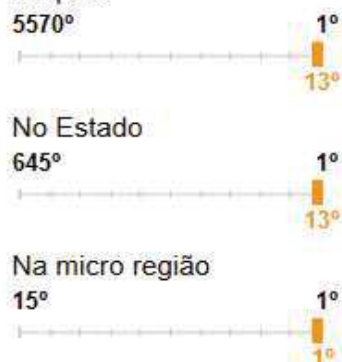 5570º 1º
13º
No Estado
645º 1º
13º
Na micro região
15º 1º
1º